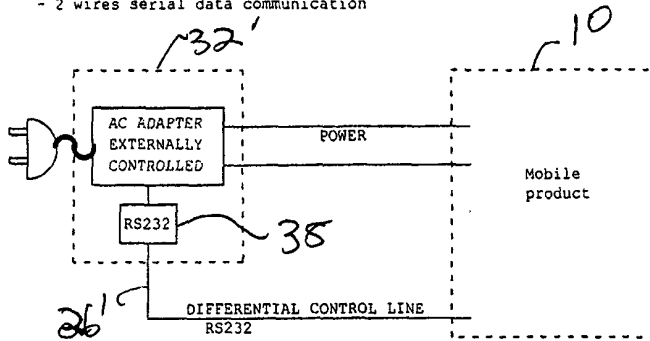 - 2 wires serial data communication
32'
10
AC ADAPTER
EXTERNALLY
CONTROLLED
POWER
Mobile
product
RS232
38
26'
DIFFERENTIAL CONTROL LINE
RS232